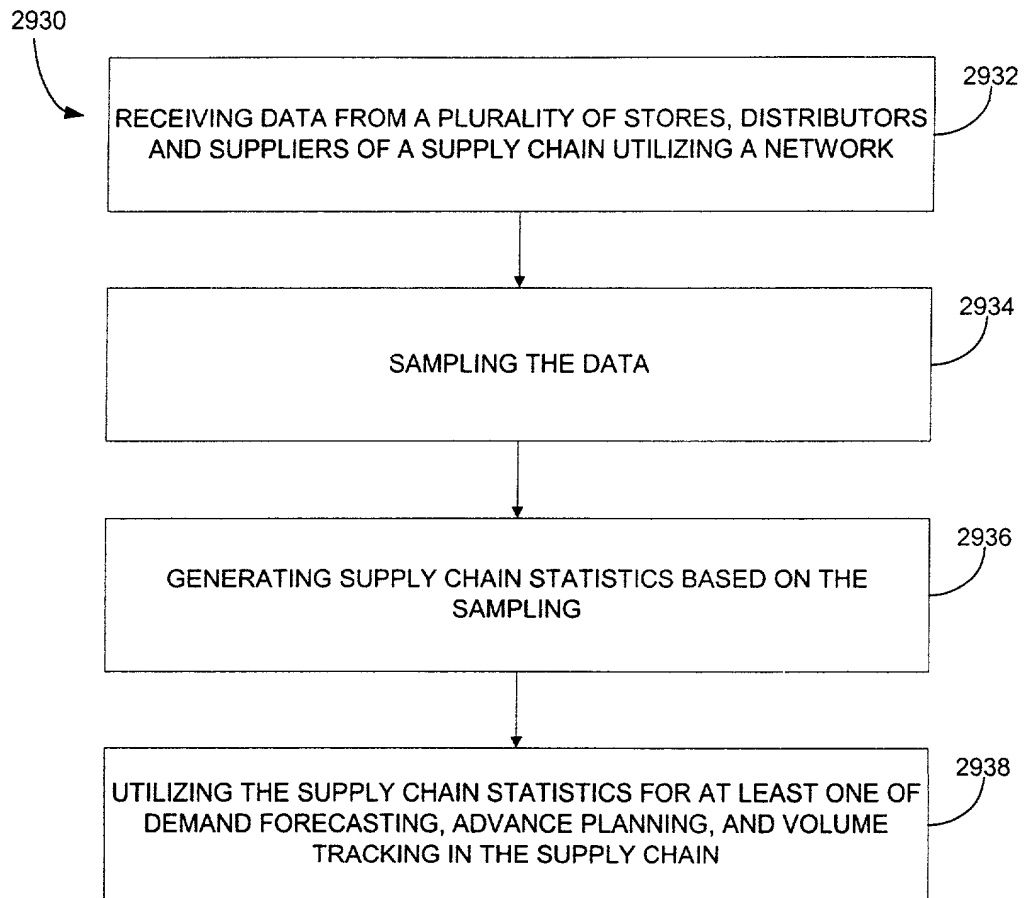 2930
2932
RECEIVING DATA FROM A PLURALITY OF STORES, DISTRIBUTORS
AND SUPPLIERS OF A SUPPLY CHAIN UTILIZING A NETWORK
2934
SAMPLING THE DATA
2936
GENERATING SUPPLY CHAIN STATISTICS BASED ON THE
SAMPLING
2938
UTILIZING THE SUPPLY CHAIN STATISTICS FOR AT LEAST ONE OF
DEMAND FORECASTING, ADVANCE PLANNING, AND VOLUME
TRACKING IN THE SUPPLY CHAIN